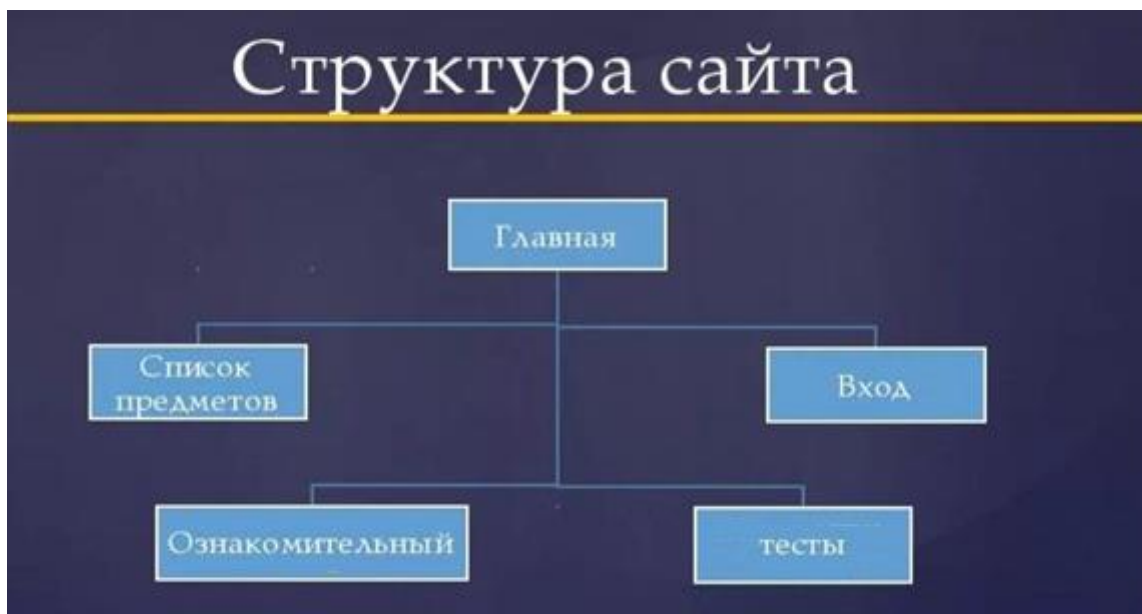 Структура сайта
Главная
Список
предметов
Вход
Ознакомительный
тесты